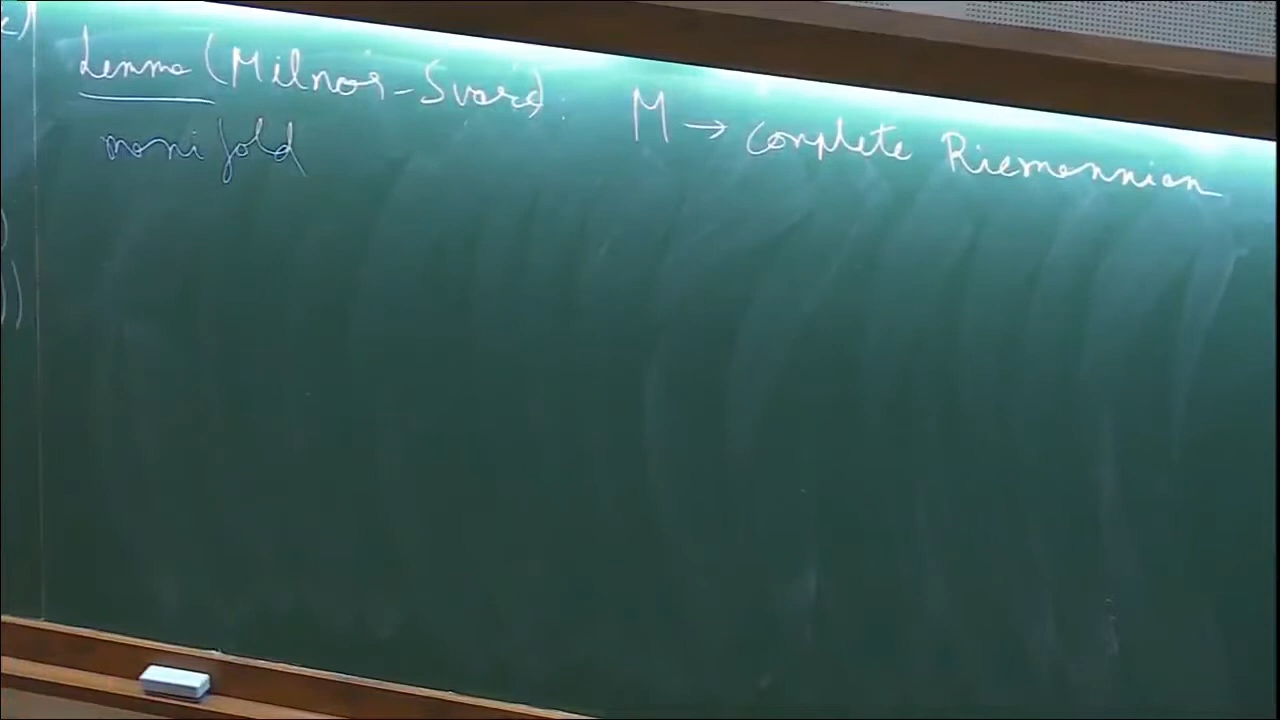 Lemma (Milnor-Svarc): M → complete Riemannian
manifold